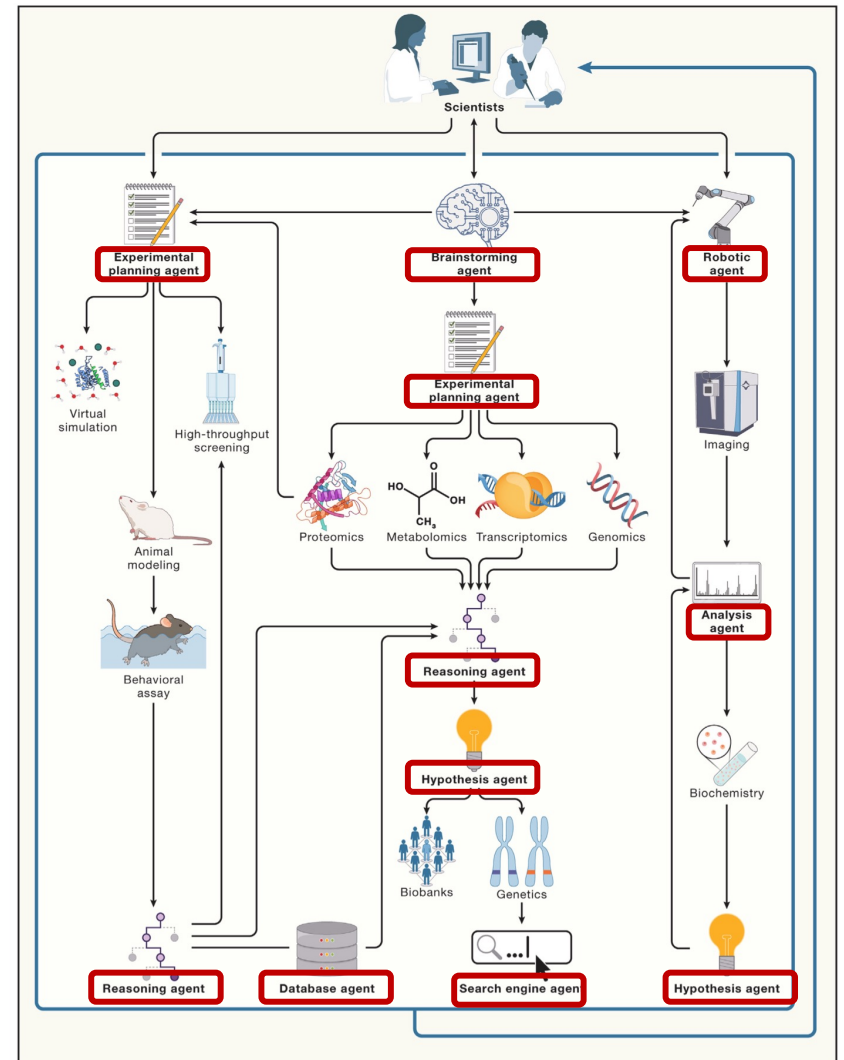 Scientists
Experimental
planning agent
Brainstorming
agent
Robotic
agent
Virtual
simulation
High-throughput
screening
Experimental
planning agent
Imaging
HO
O
OH
CH₃
Proteomics
Metabolomics
Transcriptomics
Genomics
Animal
modeling
Analysis
agent
Behavioral
assay
Reasoning agent
Hypothesis agent
Biochemistry
Biobanks
Genetics
...|
Reasoning agent
Database agent
Search engine agent
Hypothesis agent